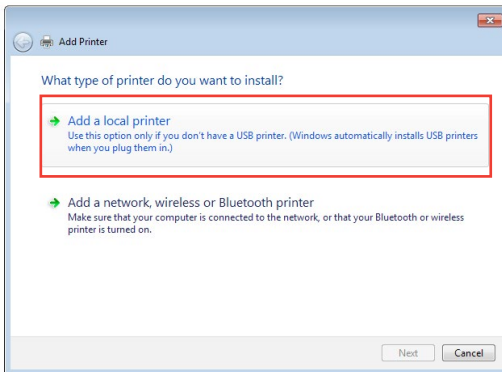 Add Printer
What type of printer do you want to install?
Add a local printer
Use this option only if you don't have a USB printer. (Windows automatically installs USB printers
when you plug them in.)
Add a network, wireless or Bluetooth printer
Make sure that your computer is connected to the network, or that your Bluetooth or wireless
printer is turned on.
Next Cancel